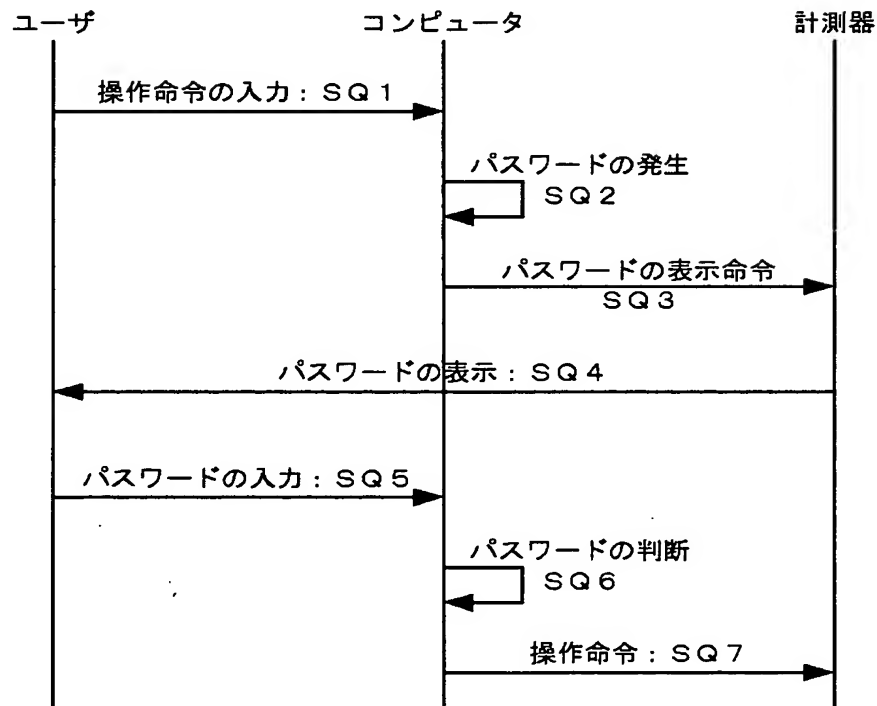 ユーザ コンピュータ 計測器
操作命令の入力：ＳＱ１
パスワードの発生
ＳＱ２
パスワードの表示命令
ＳＱ３
パスワードの表示：ＳＱ４
パスワードの入力：ＳＱ５
パスワードの判断
ＳＱ６
操作命令：ＳＱ７